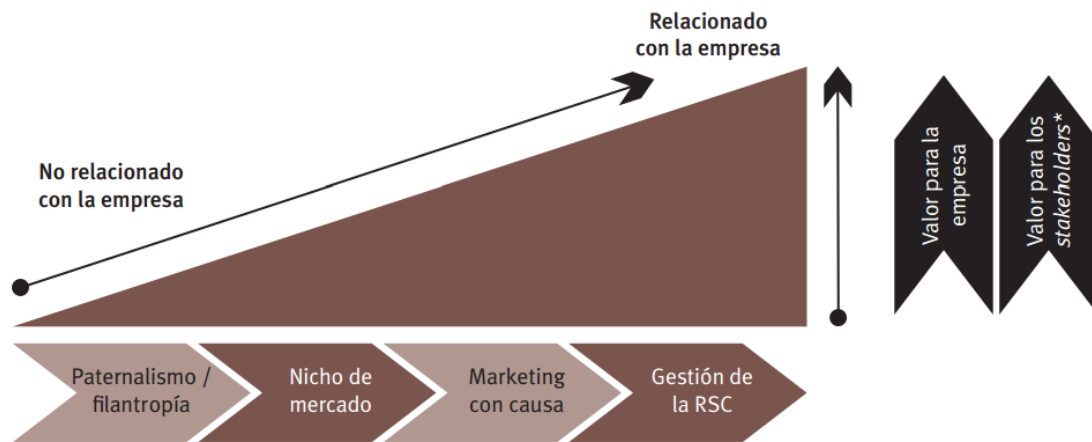 Relacionado
con la empresa
No relacionado
con la empresa
Valor para la
empresa
Valor para los
stakeholders*
Paternalismo /
filantropía
Nicho de
mercado
Marketing
con causa
Gestión de
la RSC